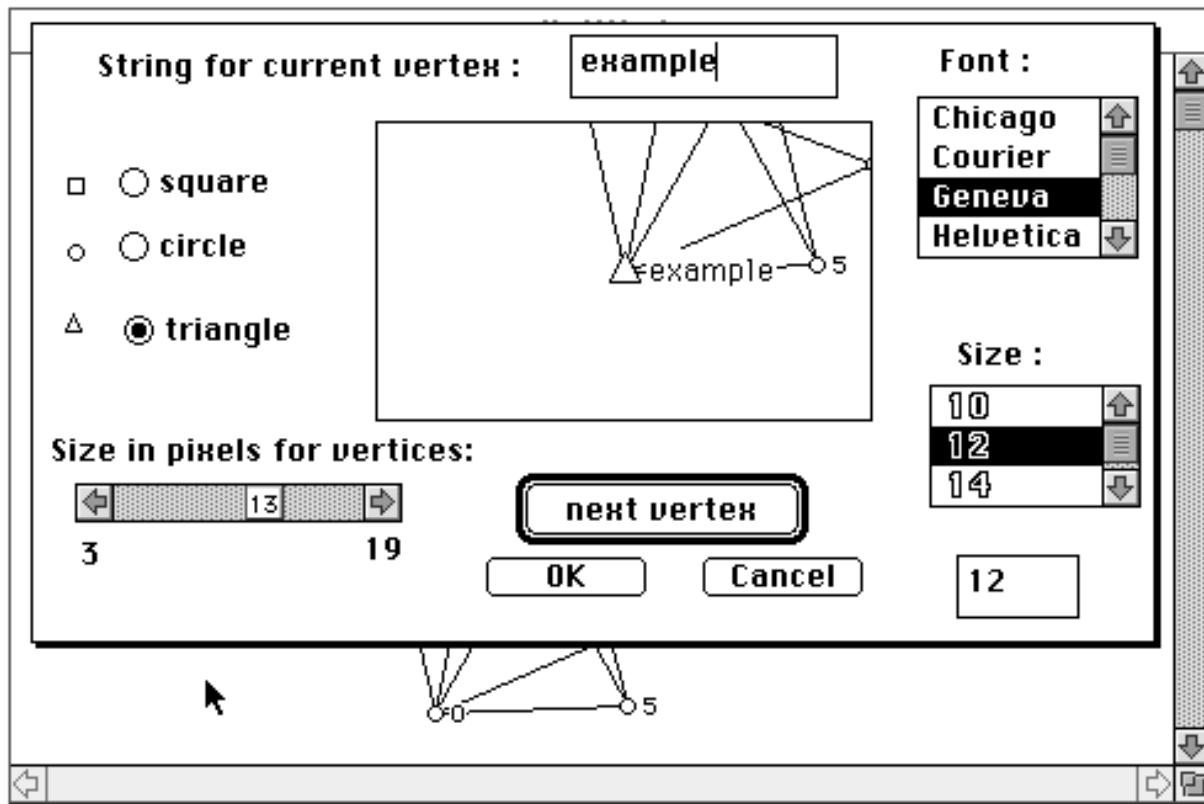 String for current vertex : example
Font :
Chicago
Courier
Geneva
Helvetica
square
circle
triangle
example 5
Size :
10
12
14
Size in pixels for vertices:
13
3 19
next vertex
OK Cancel
12
0 5